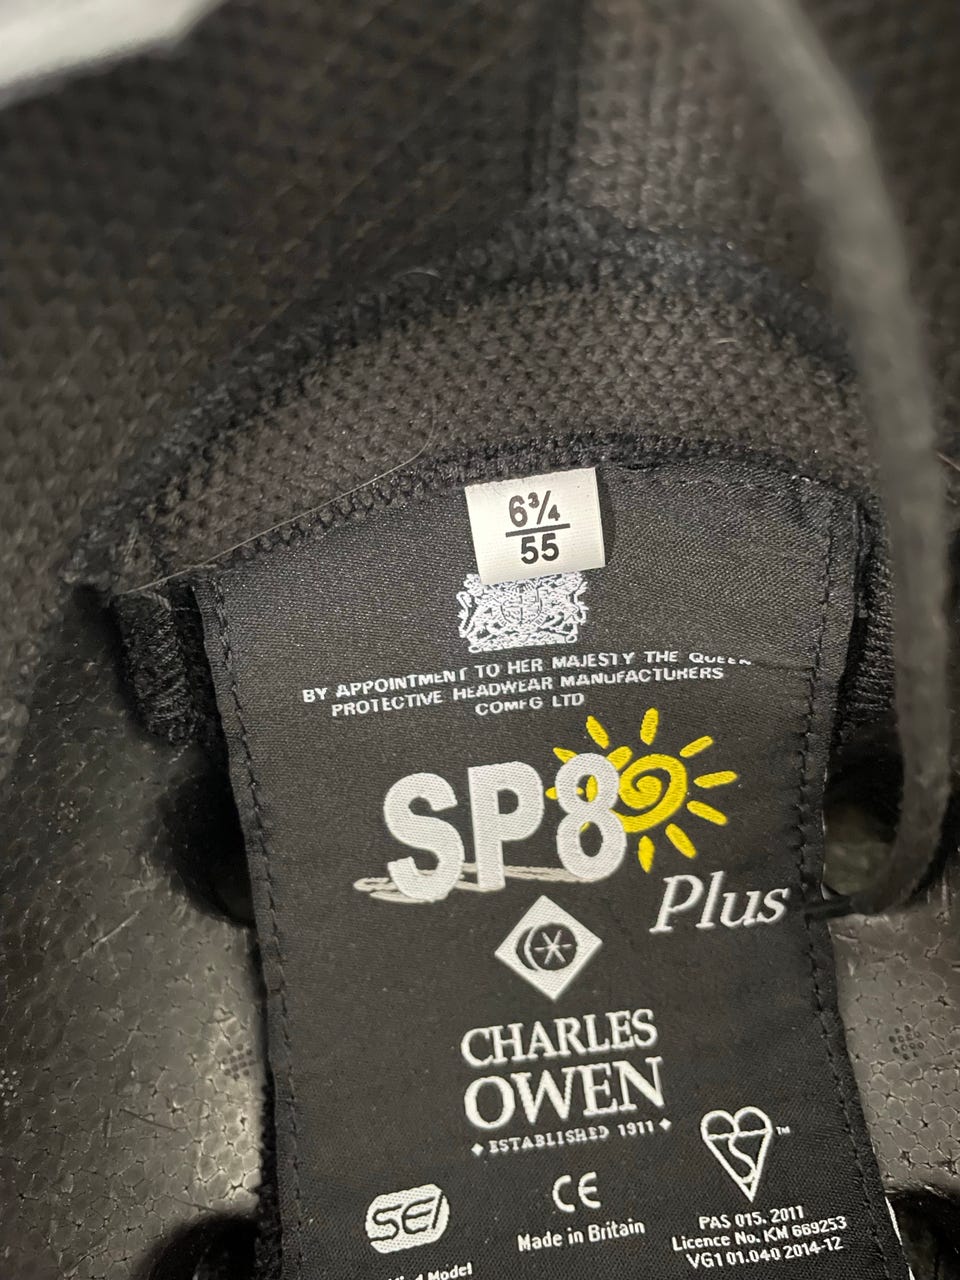 6¾
55
BY APPOINTMENT TO HER MAJESTY THE QUEEN
PROTECTIVE HEADWEAR MANUFACTURERS
COMFG LTD
SP8
Plus
CHARLES
OWEN
ESTABLISHED 1911
SEI
CE
Made in Britain
TM
PAS 015. 2011
Licence No. KM 669253
VG1 01.040 2014-12
Model